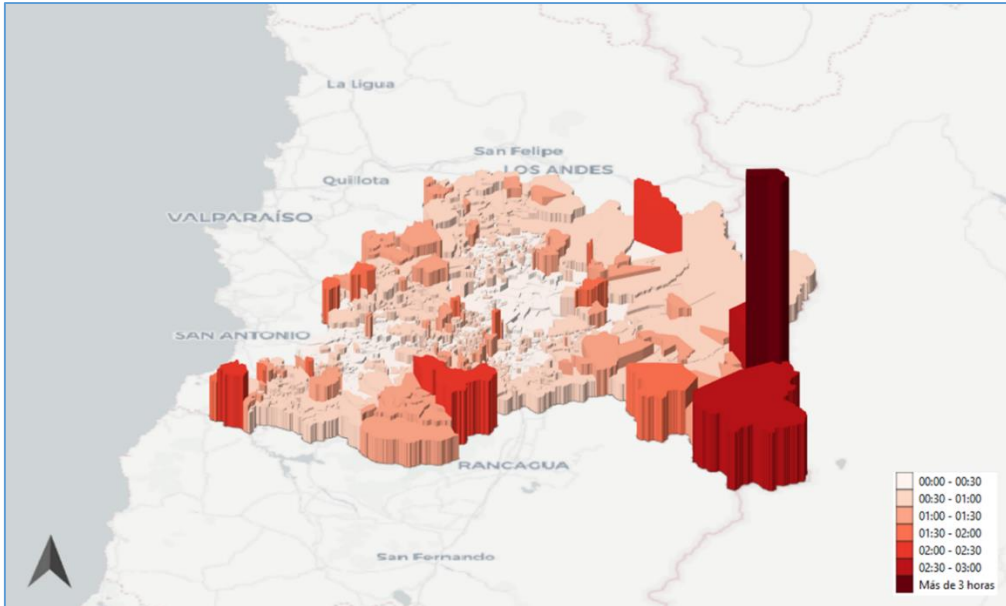 La Ligua
San Felipe
LOS ANDES
Quillota
VALPARAÍSO
SAN ANTONIO
RANCAGUA
San Fernando
00:00 - 00:30
00:30 - 01:00
01:00 - 01:30
01:30 - 02:00
02:00 - 02:30
02:30 - 03:00
Más de 3 horas